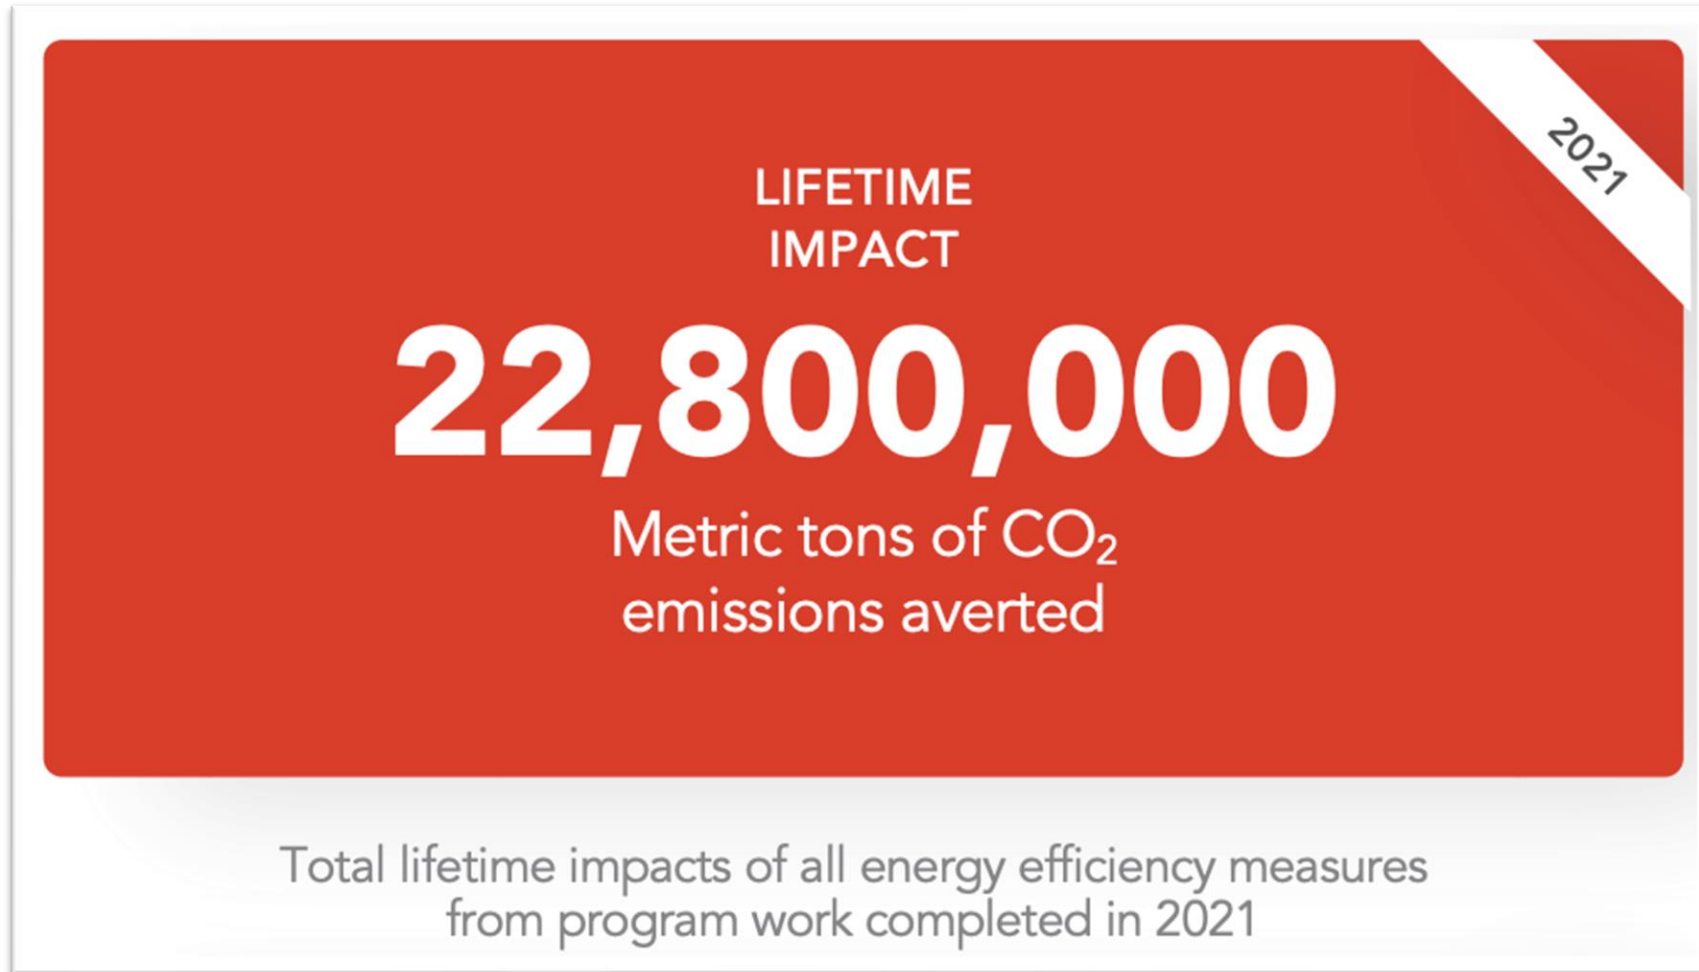 2021
LIFETIME
IMPACT
22,800,000
Metric tons of CO₂
emissions averted
Total lifetime impacts of all energy efficiency measures
from program work completed in 2021